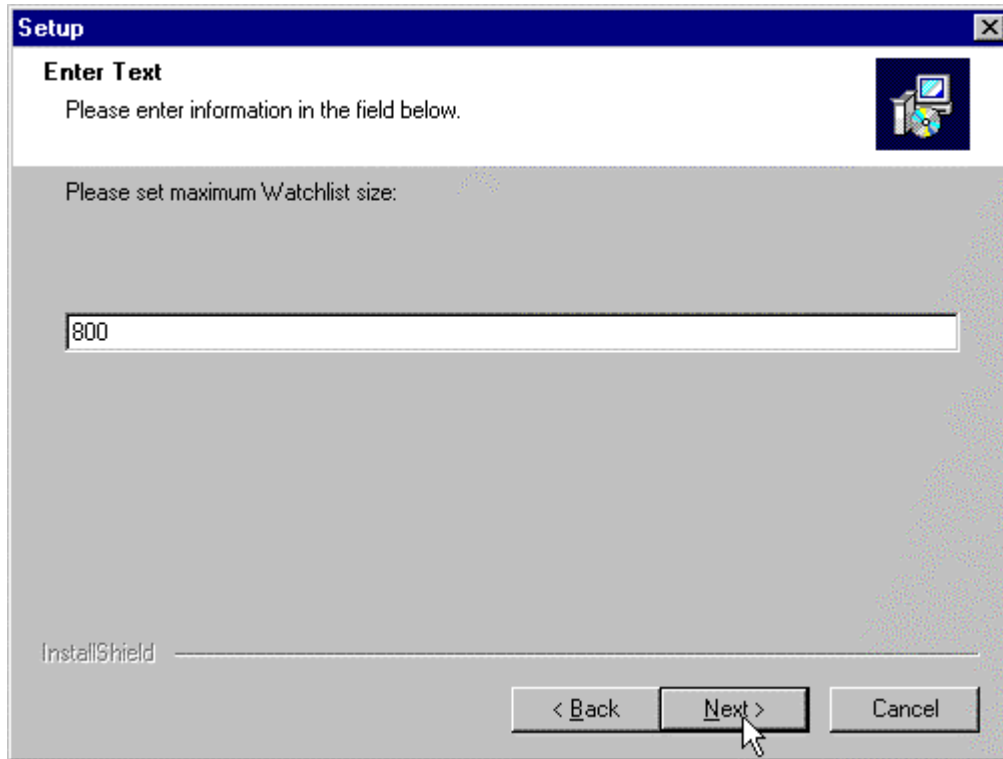 Setup
Enter Text
Please enter information in the field below.
Please set maximum Watchlist size:
800
InstallShield
< Back
Next >
Cancel